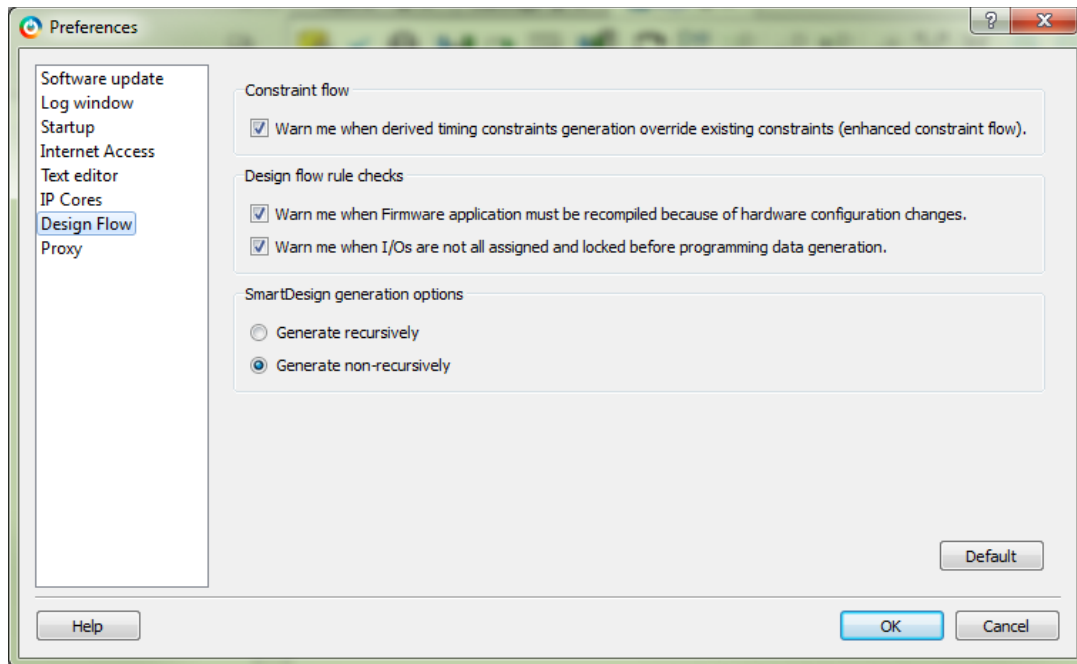 Preferences
Software update
Log window
Startup
Internet Access
Text editor
IP Cores
Design Flow
Proxy
Constraint flow
Warn me when derived timing constraints generation override existing constraints (enhanced constraint flow).
Design flow rule checks
Warn me when Firmware application must be recompiled because of hardware configuration changes.
Warn me when I/Os are not all assigned and locked before programming data generation.
SmartDesign generation options
Generate recursively
Generate non-recursively
Default
Help
OK
Cancel